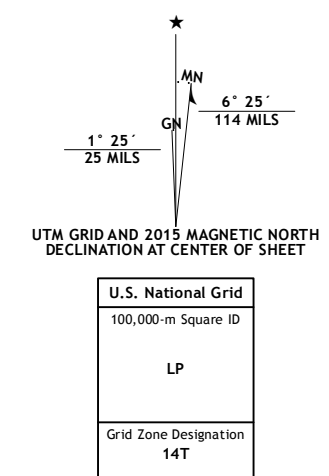 ★
MN
GN
6° 25´
114 MILS
1° 25´
25 MILS
UTM GRID AND 2015 MAGNETIC NORTH
DECLINATION AT CENTER OF SHEET
U.S. National Grid
100,000-m Square ID
LP
Grid Zone Designation
14T